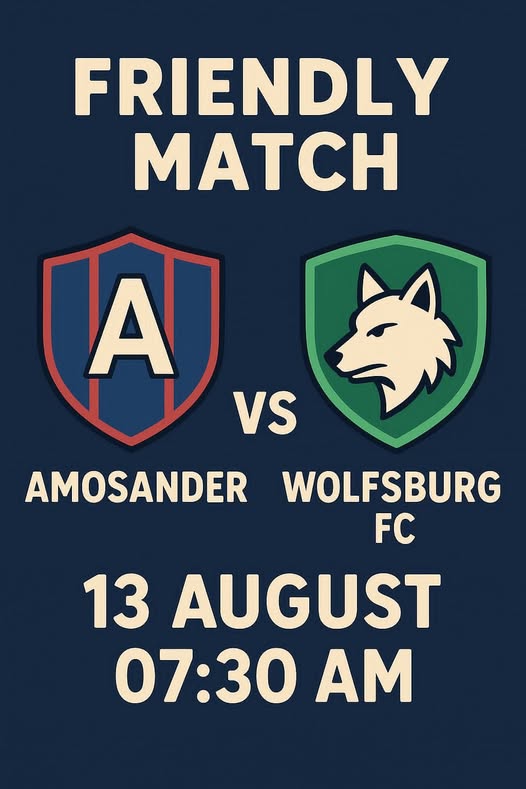 FRIENDLY
MATCH
A
VS
AMOSANDER
WOLFSBURG
FC
13 AUGUST
07:30 AM